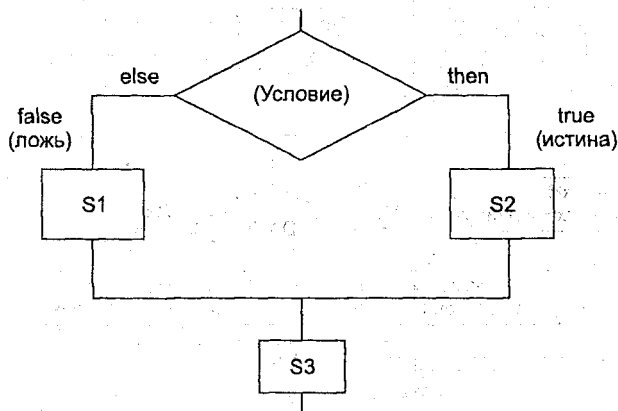 else
(Условие)
then
false
(ложь)
true
(истина)
S1
S2
S3